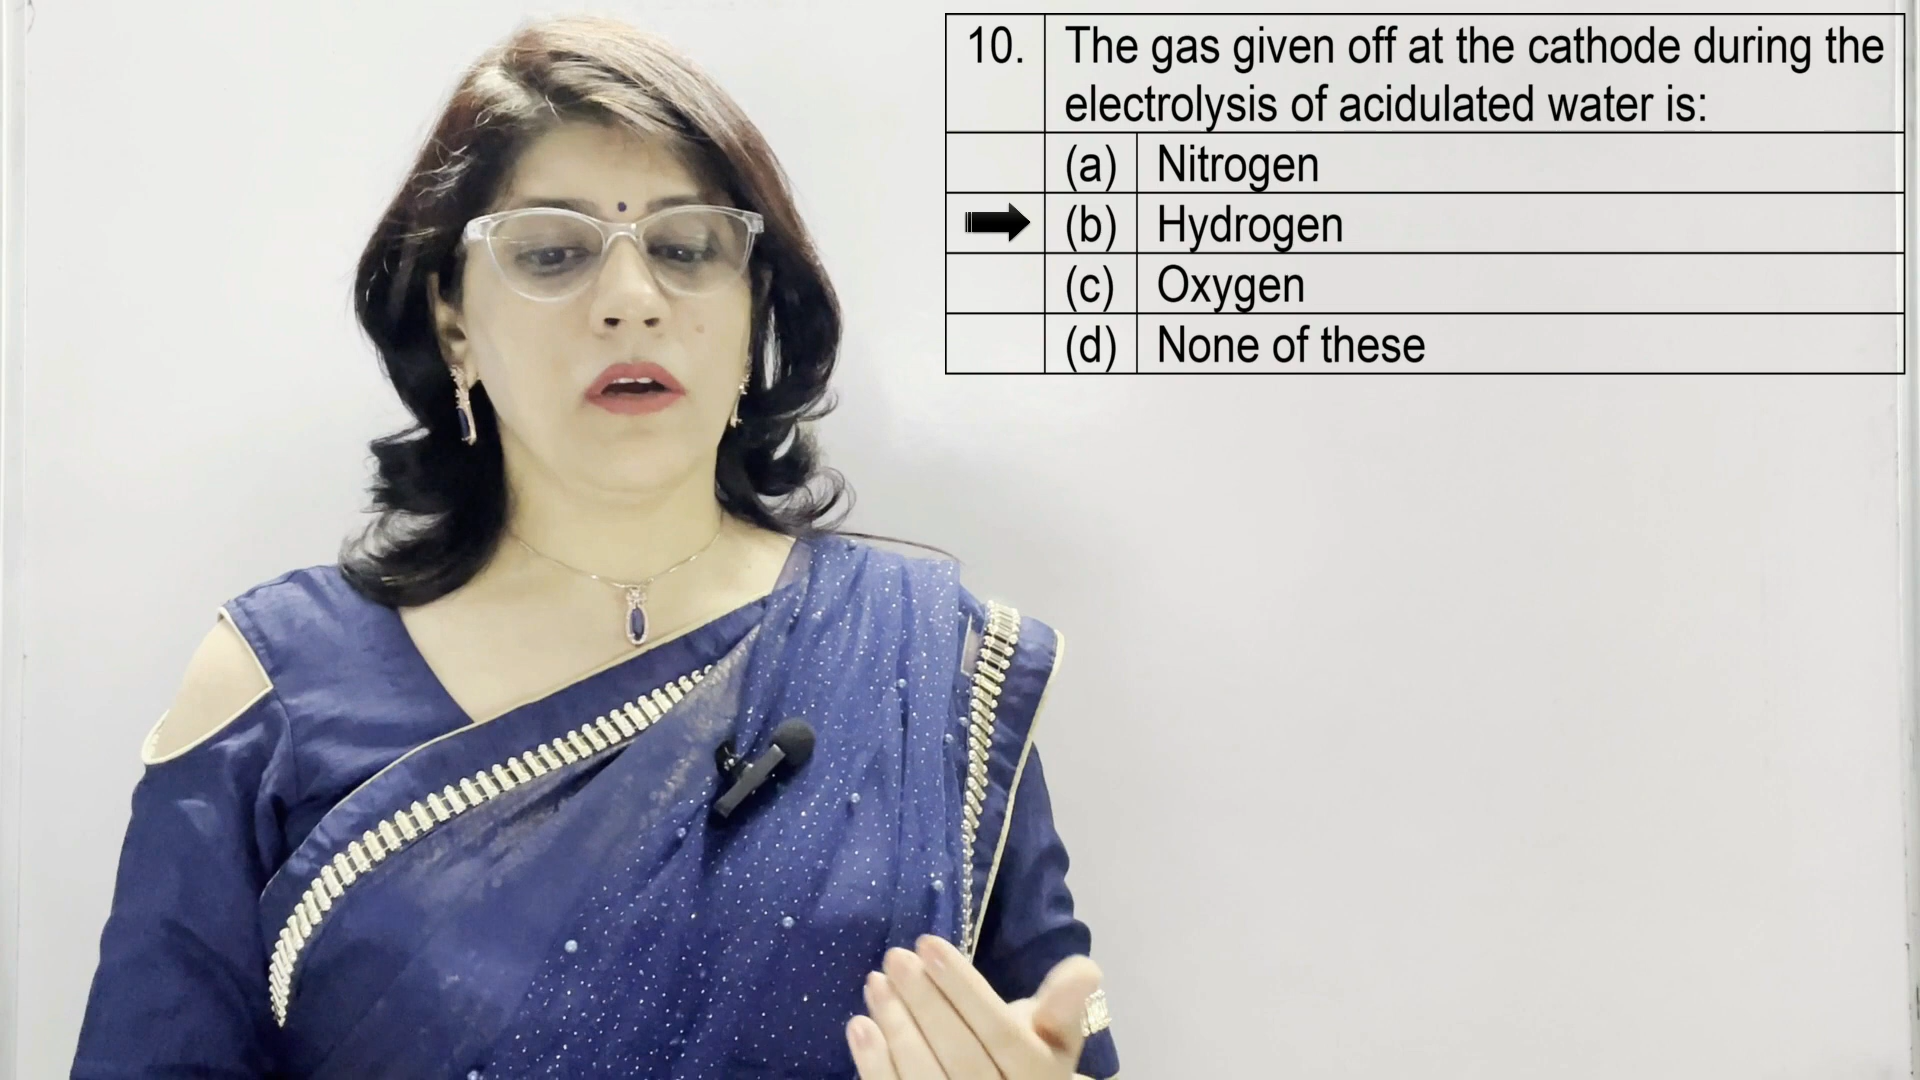 10. The gas given off at the cathode during the
electrolysis of acidulated water is:
(a) Nitrogen
(b) Hydrogen
(c) Oxygen
(d) None of these